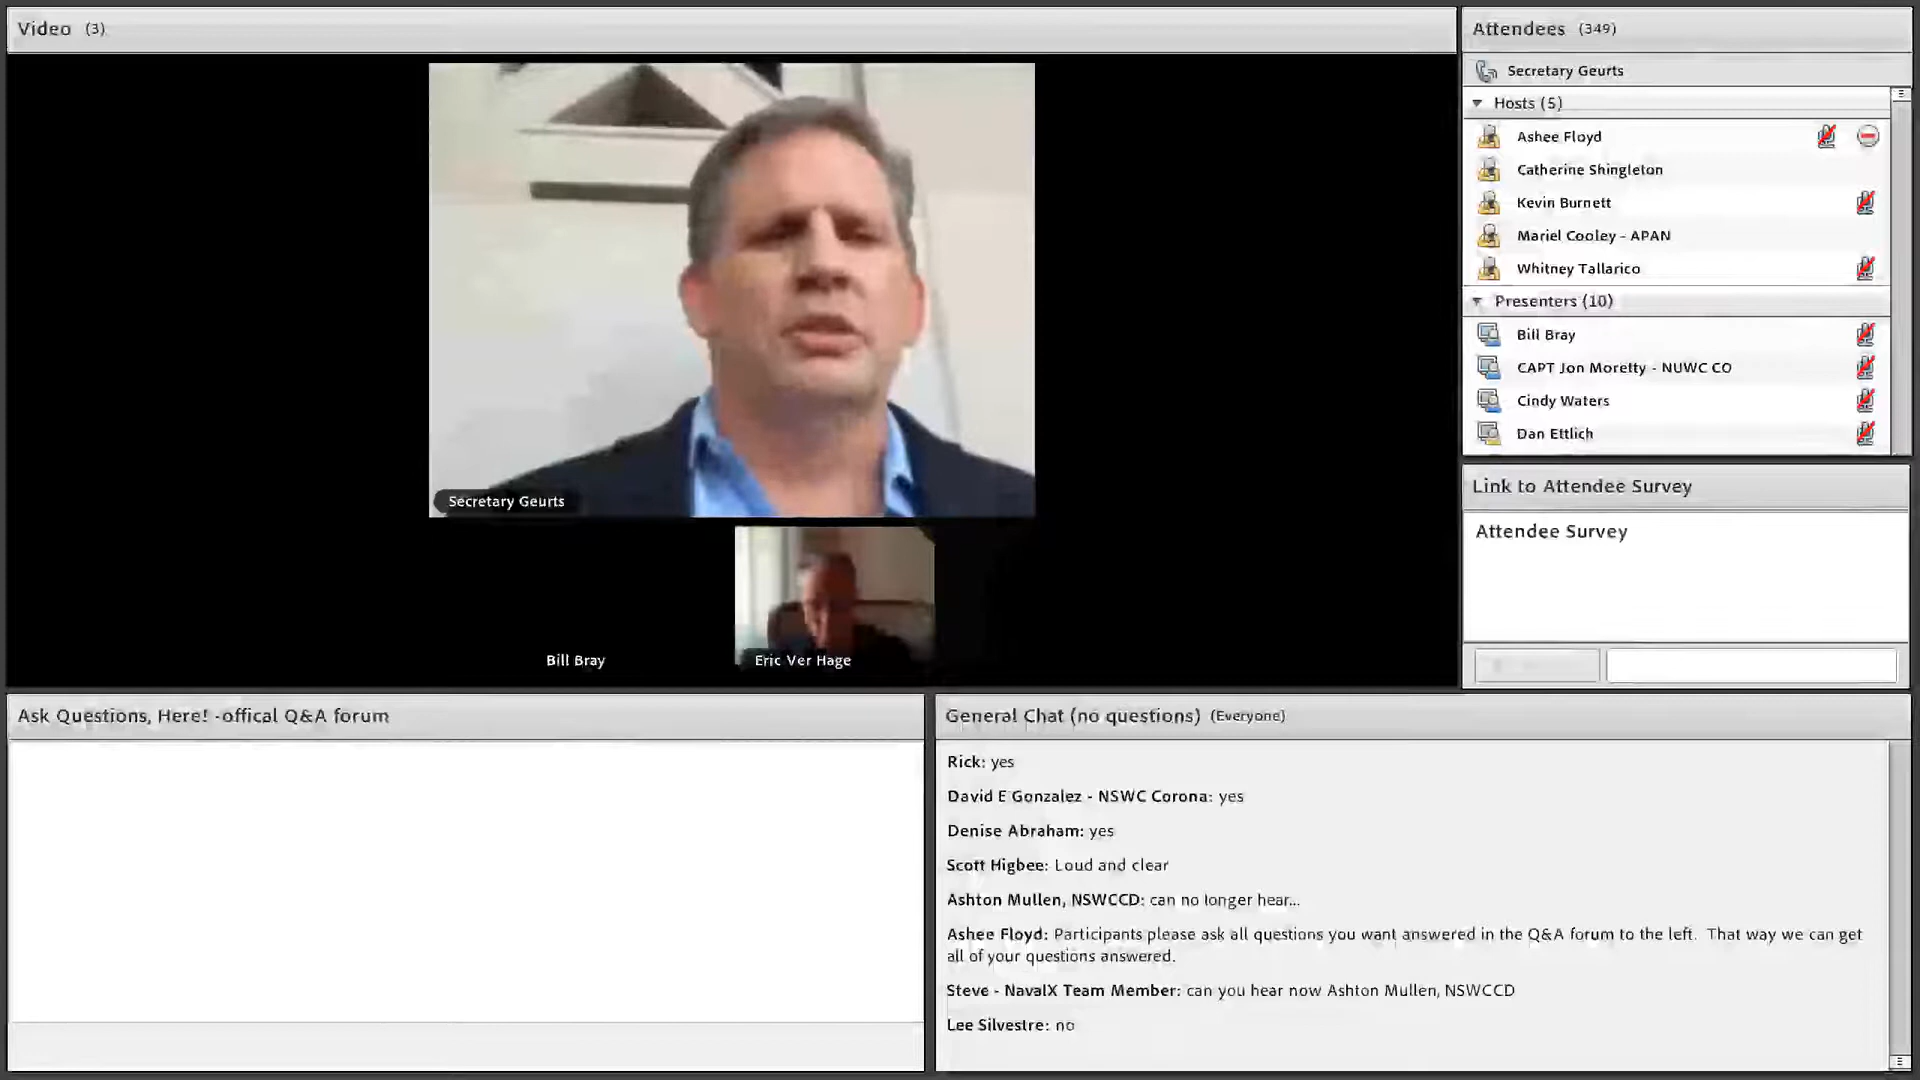 Video (3)
Secretary Geurts
Bill Bray
Eric Ver Hage
Attendees (349)
Secretary Geurts
Hosts (5)
Ashee Floyd
Catherine Shingleton
Kevin Burnett
Mariel Cooley - APAN
Whitney Tallarico
Presenters (10)
Bill Bray
CAPT Jon Moretty - NUWC CO
Cindy Waters
Dan Ettlich
Link to Attendee Survey
Attendee Survey
Ask Questions, Here! -offical Q&A forum
General Chat (no questions) (Everyone)
Rick: yes
David E Gonzalez - NSWC Corona: yes
Denise Abraham: yes
Scott Higbee: Loud and clear
Ashton Mullen, NSWCCD: can no longer hear...
Ashee Floyd: Participants please ask all questions you want answered in the Q&A forum to the left. That way we can get
all of your questions answered.
Steve - NavalX Team Member: can you hear now Ashton Mullen, NSWCCD
Lee Silvestre: no